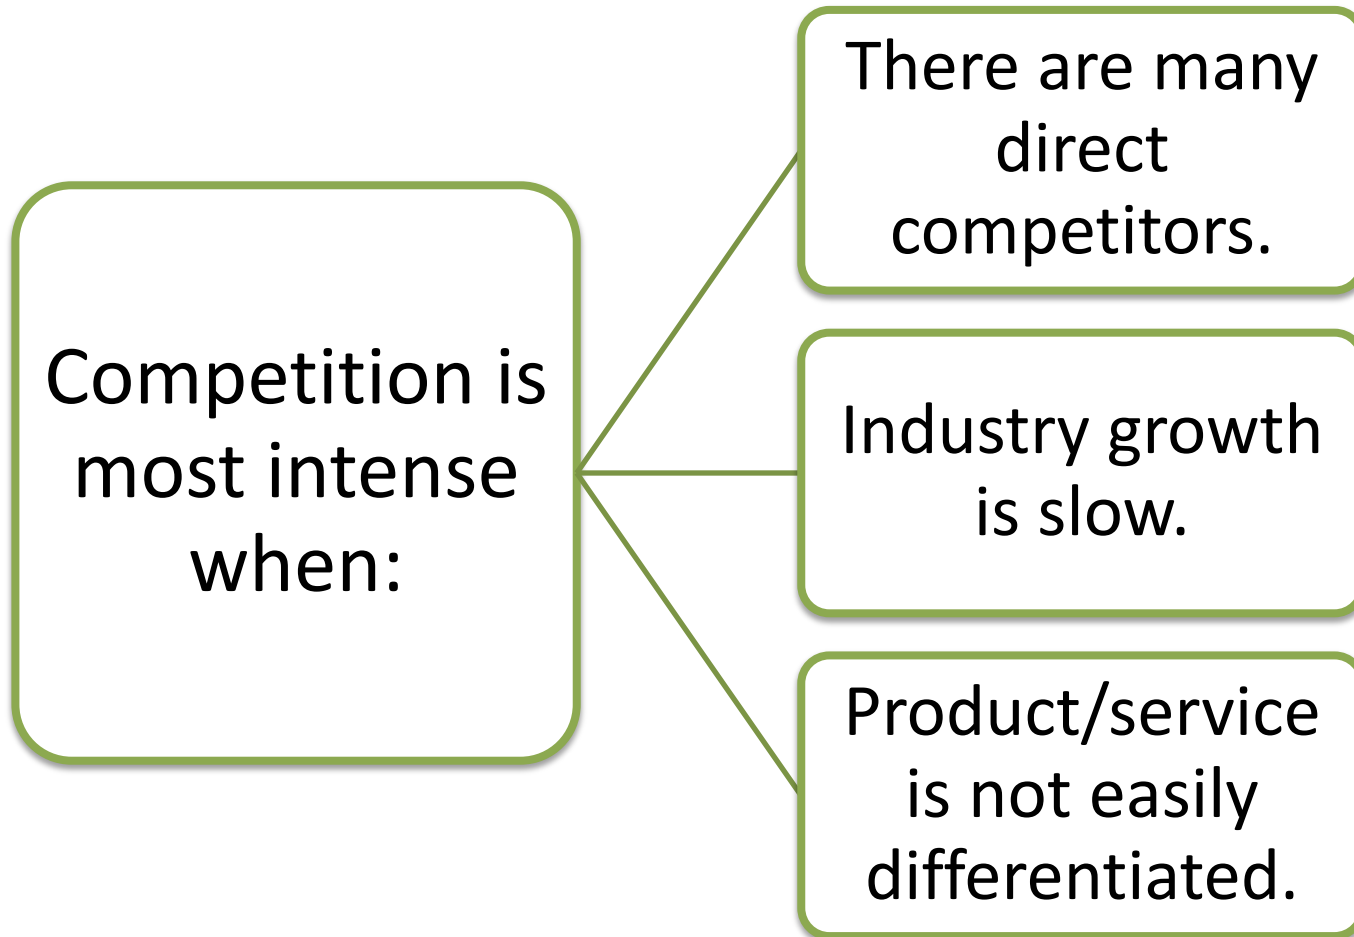 Competition is
most intense
when:
There are many
direct
competitors.
Industry growth
is slow.
Product/service
is not easily
differentiated.